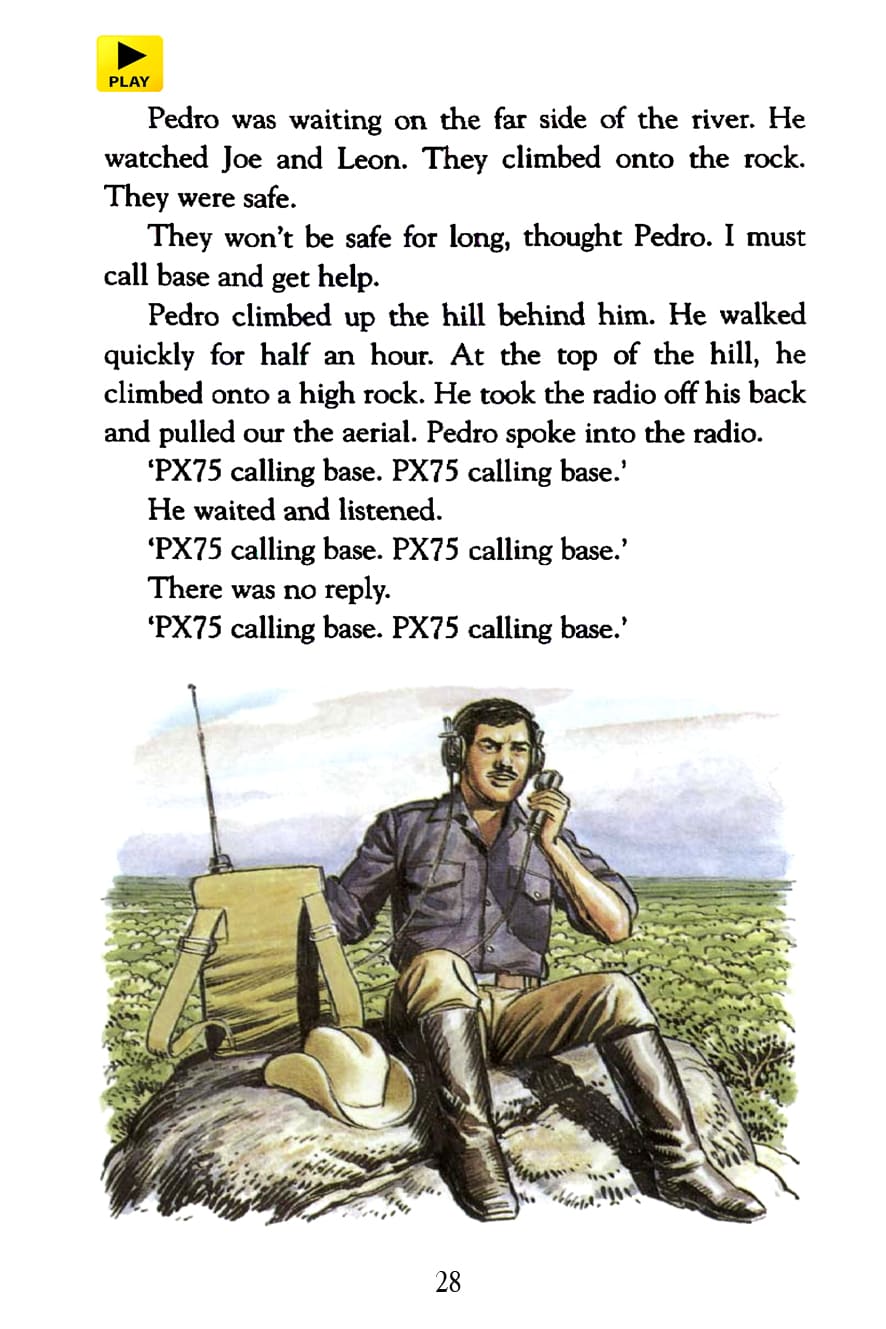 PLAY
Pedro was waiting on the far side of the river. He
watched Joe and Leon. They climbed onto the rock.
They were safe.
They won't be safe for long, thought Pedro. I must
call base and get help.
Pedro climbed up the hill behind him. He walked
quickly for half an hour. At the top of the hill, he
climbed onto a high rock. He took the radio off his back
and pulled our the aerial. Pedro spoke into the radio.
‘PX75 calling base. PX75 calling base.’
He waited and listened.
‘PX75 calling base. PX75 calling base.’
There was no reply.
‘PX75 calling base. PX75 calling base.’
28